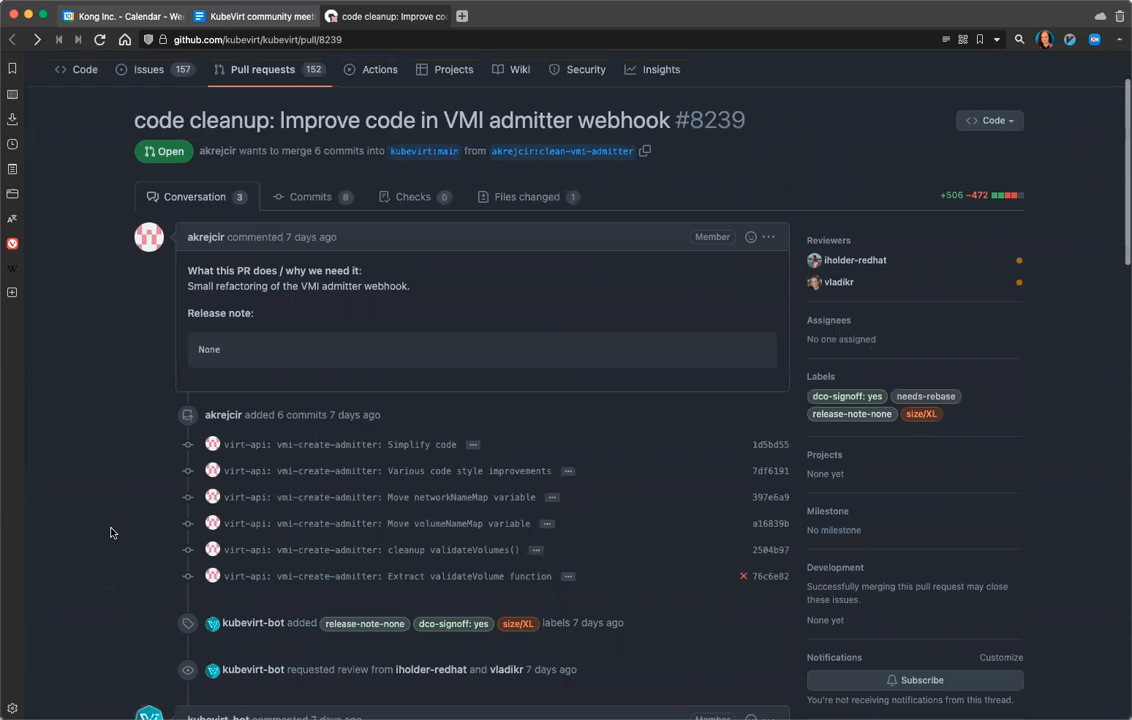 Kong Inc. - Calendar - We
KubeVirt community meet
code cleanup: Improve co
github.com/kubevirt/kubevirt/pull/8239
Code
Issues 157
Pull requests 152
Actions
Projects
Wiki
Security
Insights
code cleanup: Improve code in VMI admitter webhook #8239
Code
Open
akrejcir wants to merge 6 commits into kubevirt:main from akrejcir:clean-vmi-admitter
Conversation 3
Commits 6
Checks 0
Files changed 1
+506 −472
akrejcir commented 7 days ago
Member
What this PR does / why we need it:
Small refactoring of the VMI admitter webhook.
Release note:
None
akrejcir added 6 commits 7 days ago
virt-api: vmi-create-admitter: Simplify code ... 1d5bd55
virt-api: vmi-create-admitter: Various code style improvements ... 7df6191
virt-api: vmi-create-admitter: Move networkNameMap variable ... 397e6a9
virt-api: vmi-create-admitter: Move volumeNameMap variable ... a16839b
virt-api: vmi-create-admitter: cleanup validateVolumes() ... 2504b97
virt-api: vmi-create-admitter: Extract validateVolume function ... 76c6e82
kubevirt-bot added release-note-none dco-signoff: yes size/XL labels 7 days ago
kubevirt-bot requested review from iholder-redhat and vladikr 7 days ago
kubevirt-bot commented 7 days ago
Member
Reviewers
iholder-redhat
vladikr
Assignees
No one assigned
Labels
dco-signoff: yes needs-rebase
release-note-none size/XL
Projects
None yet
Milestone
No milestone
Development
Successfully merging this pull request may close
these issues.
None yet
Notifications Customize
Subscribe
You're not receiving notifications from this thread.